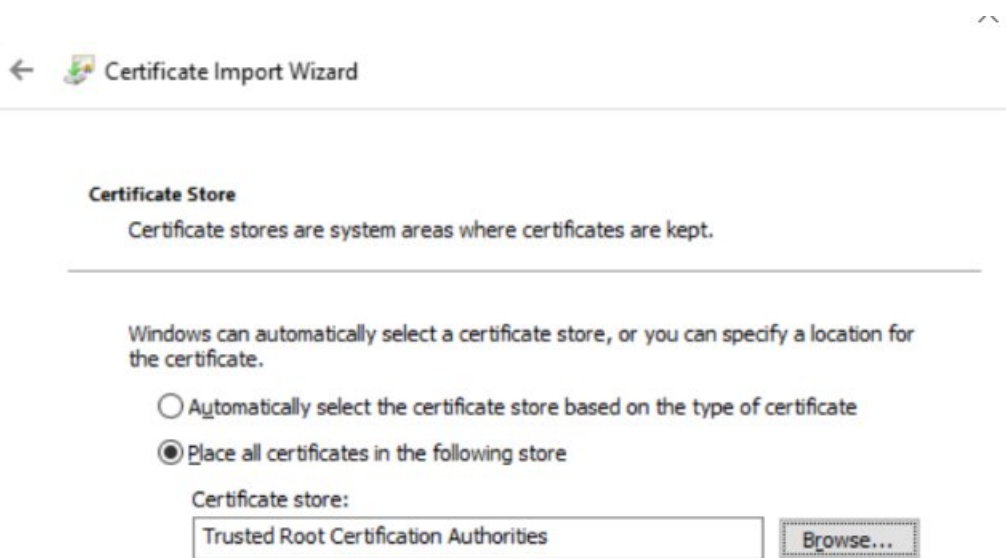 Certificate Import Wizard
Certificate Store
Certificate stores are system areas where certificates are kept.
Windows can automatically select a certificate store, or you can specify a location for
the certificate.
Automatically select the certificate store based on the type of certificate
Place all certificates in the following store
Certificate store:
Trusted Root Certification Authorities
Browse...